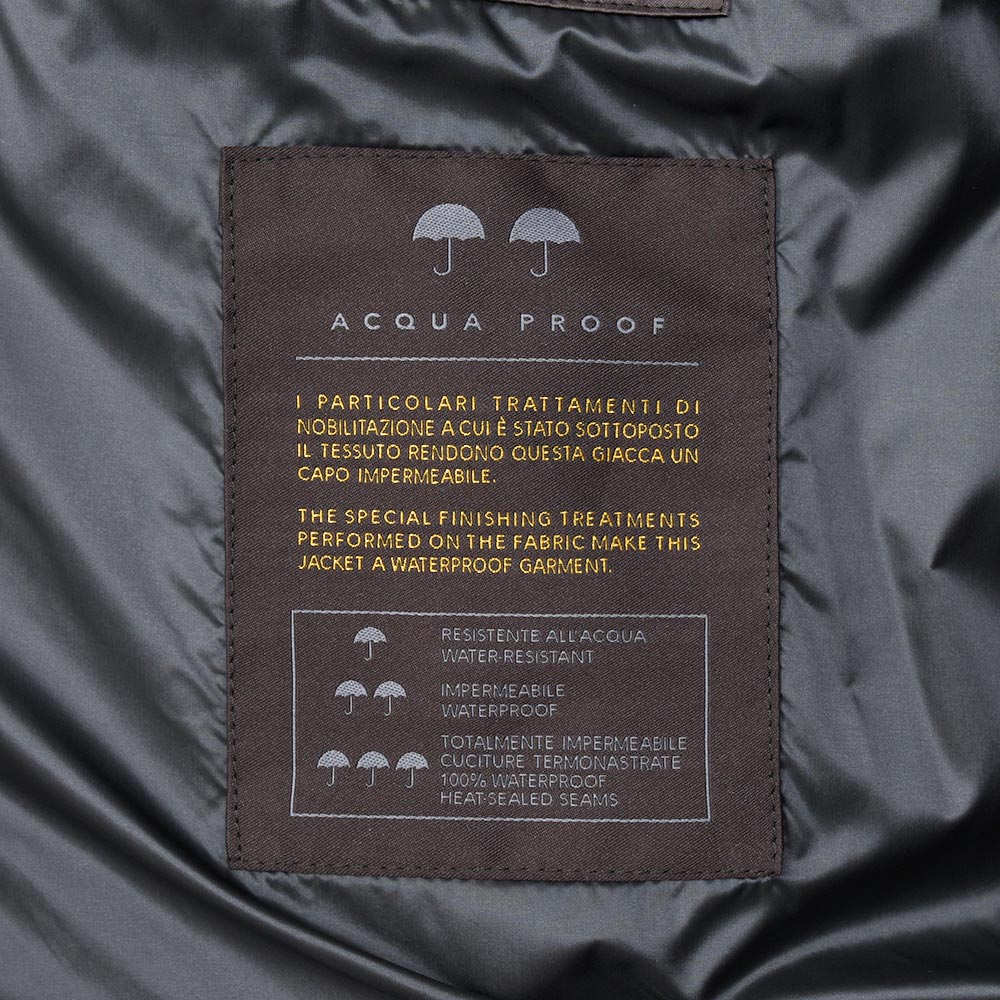 ACQUA PROOF
I PARTICOLARI TRATTAMENTI DI
NOBILITAZIONE A CUI È STATO SOTTOPOSTO
IL TESSUTO RENDONO QUESTA GIACCA UN
CAPO IMPERMEABILE.
THE SPECIAL FINISHING TREATMENTS
PERFORMED ON THE FABRIC MAKE THIS
JACKET A WATERPROOF GARMENT.
RESISTENTE ALL'ACQUA
WATER-RESISTANT
IMPERMEABILE
WATERPROOF
TOTALMENTE IMPERMEABILE
CUCITURE TERMONASTRATE
100% WATERPROOF
HEAT-SEALED SEAMS